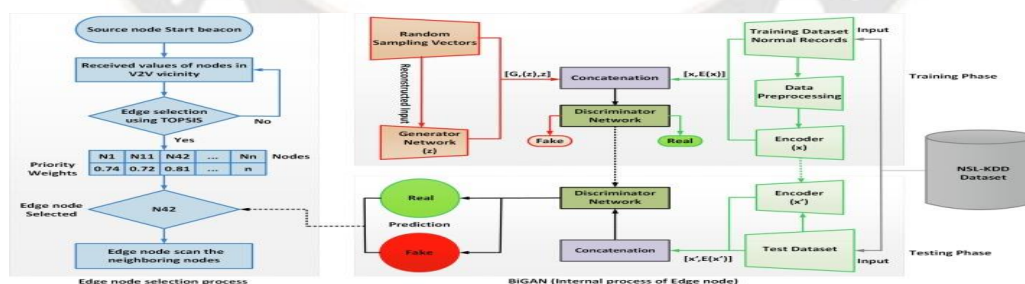 Source node Start beacon
Received values of nodes in
V2V vicinity
Edge selection
using TOPSIS
No
Yes
N1 N11 N42 ... Nn Nodes
Priority
Weights
0.74 0.72 0.81 ... n
Edge node
Selected
N42
Edge node scan the
neighboring nodes
Edge node selection process
Random
Sampling Vectors
Reconstructed Input
Generator
Network
(z)
[G,(z),z]
Concatenation
[x,E(x)]
Discriminator
Network
Fake
Real
Training Dataset
Normal Records
Input
Data
Preprocessing
Encoder
(x)
Training Phase
NSL-KDD
Dataset
Real
Prediction
Fake
Discriminator
Network
Concatenation
[x',E(x')]
Encoder
(x')
Test Dataset
Input
Testing Phase
BiGAN (Internal process of Edge node)